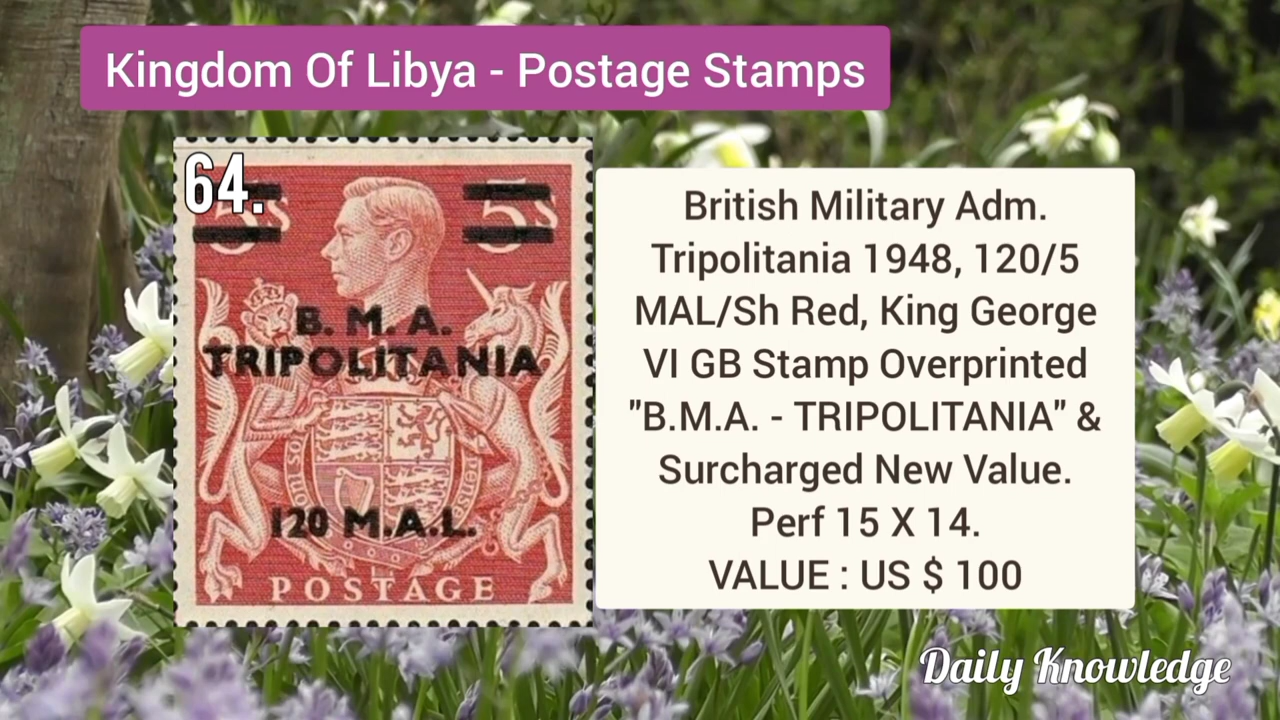 Kingdom Of Libya - Postage Stamps
64.
5s 5s
B. M. A.
TRIPOLITANIA
120 M.A.L.
POSTAGE
British Military Adm.
Tripolitania 1948, 120/5
MAL/Sh Red, King George
VI GB Stamp Overprinted
"B.M.A. - TRIPOLITANIA" &
Surcharged New Value.
Perf 15 X 14.
VALUE : US $ 100
Daily Knowledge